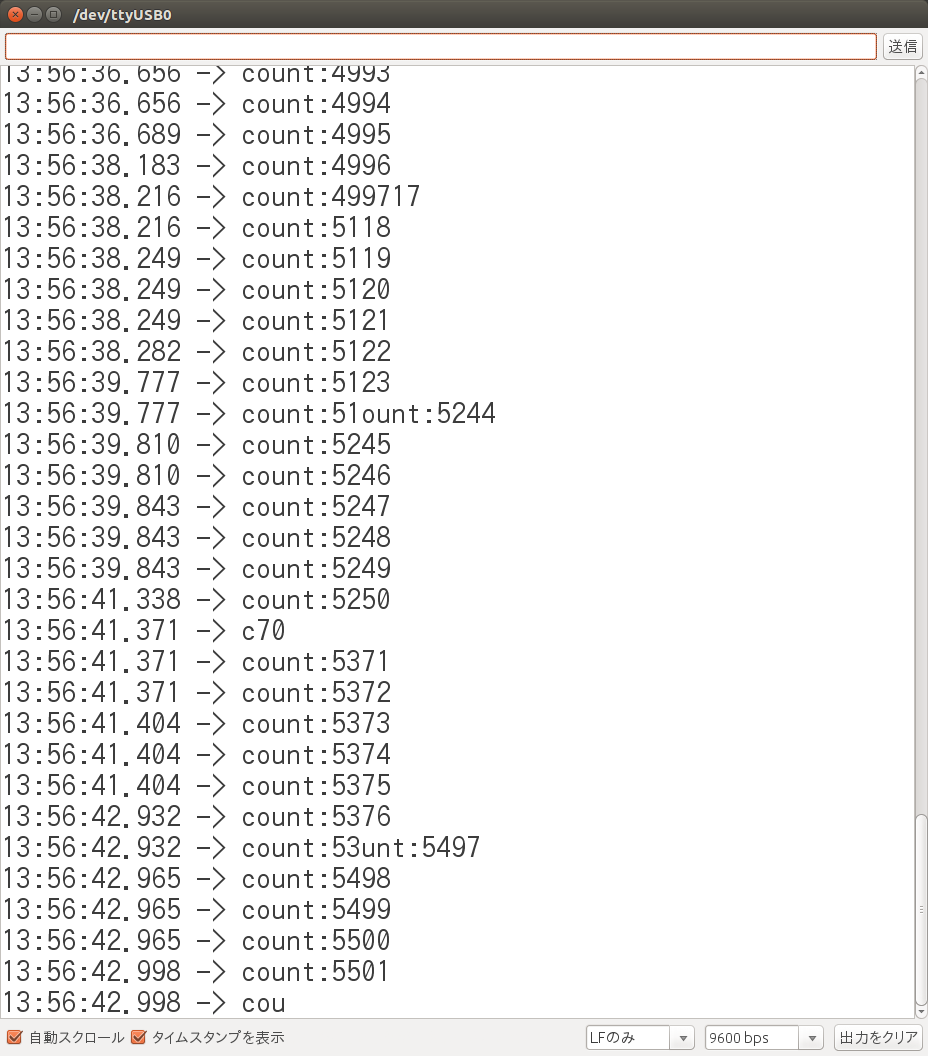 /dev/ttyUSB0
送信
13:56:36.656 -> count:4993
13:56:36.656 -> count:4994
13:56:36.689 -> count:4995
13:56:38.183 -> count:4996
13:56:38.216 -> count:499717
13:56:38.216 -> count:5118
13:56:38.249 -> count:5119
13:56:38.249 -> count:5120
13:56:38.249 -> count:5121
13:56:38.282 -> count:5122
13:56:39.777 -> count:5123
13:56:39.777 -> count:51ount:5244
13:56:39.810 -> count:5245
13:56:39.810 -> count:5246
13:56:39.843 -> count:5247
13:56:39.843 -> count:5248
13:56:39.843 -> count:5249
13:56:41.338 -> count:5250
13:56:41.371 -> c70
13:56:41.371 -> count:5371
13:56:41.371 -> count:5372
13:56:41.404 -> count:5373
13:56:41.404 -> count:5374
13:56:41.404 -> count:5375
13:56:42.932 -> count:5376
13:56:42.932 -> count:53unt:5497
13:56:42.965 -> count:5498
13:56:42.965 -> count:5499
13:56:42.965 -> count:5500
13:56:42.998 -> count:5501
13:56:42.998 -> cou
自動スクロール タイムスタンプを表示 LFのみ 9600 bps 出力をクリア